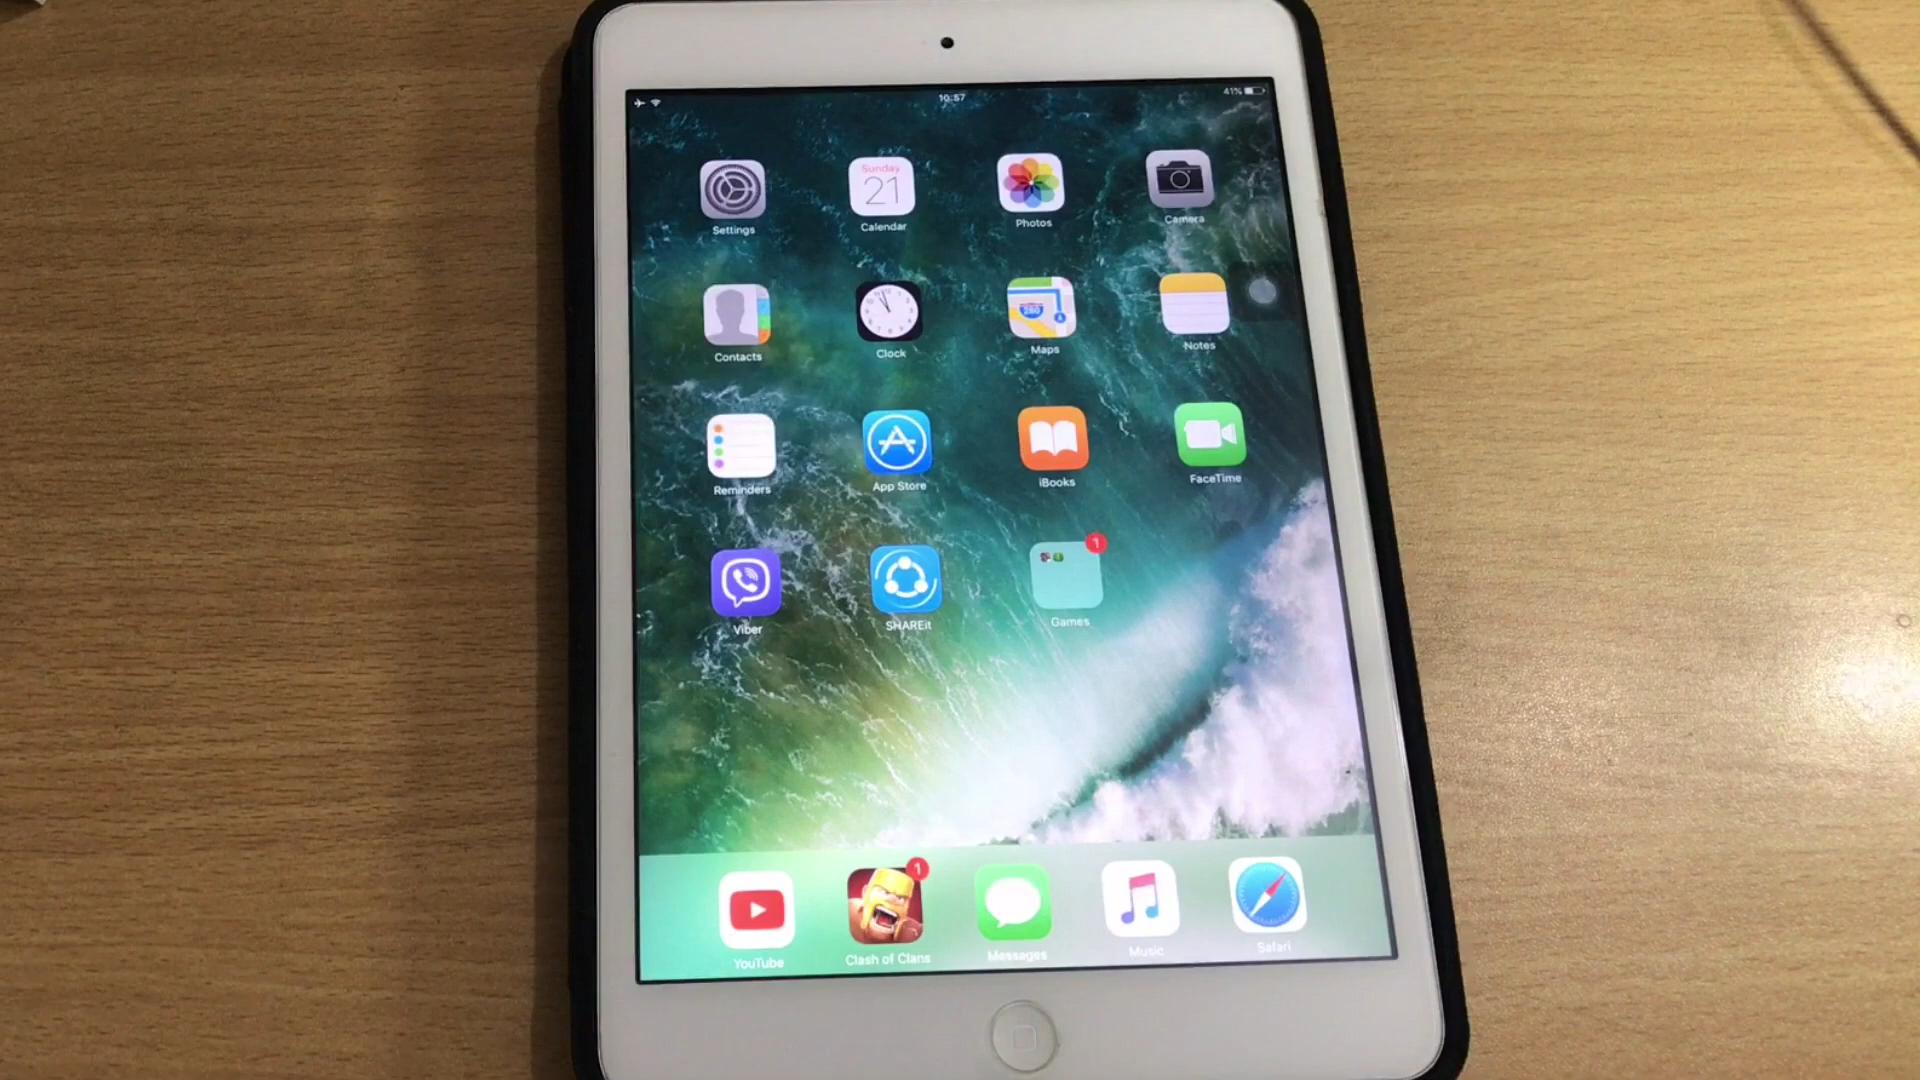 10:57
41%
Sunday
21
Settings
Calendar
Photos
Camera
280
Contacts
Clock
Maps
Notes
Reminders
App Store
iBooks
FaceTime
1
Viber
SHAREit
Games
1
YouTube
Clash of Clans
Messages
Music
Safari